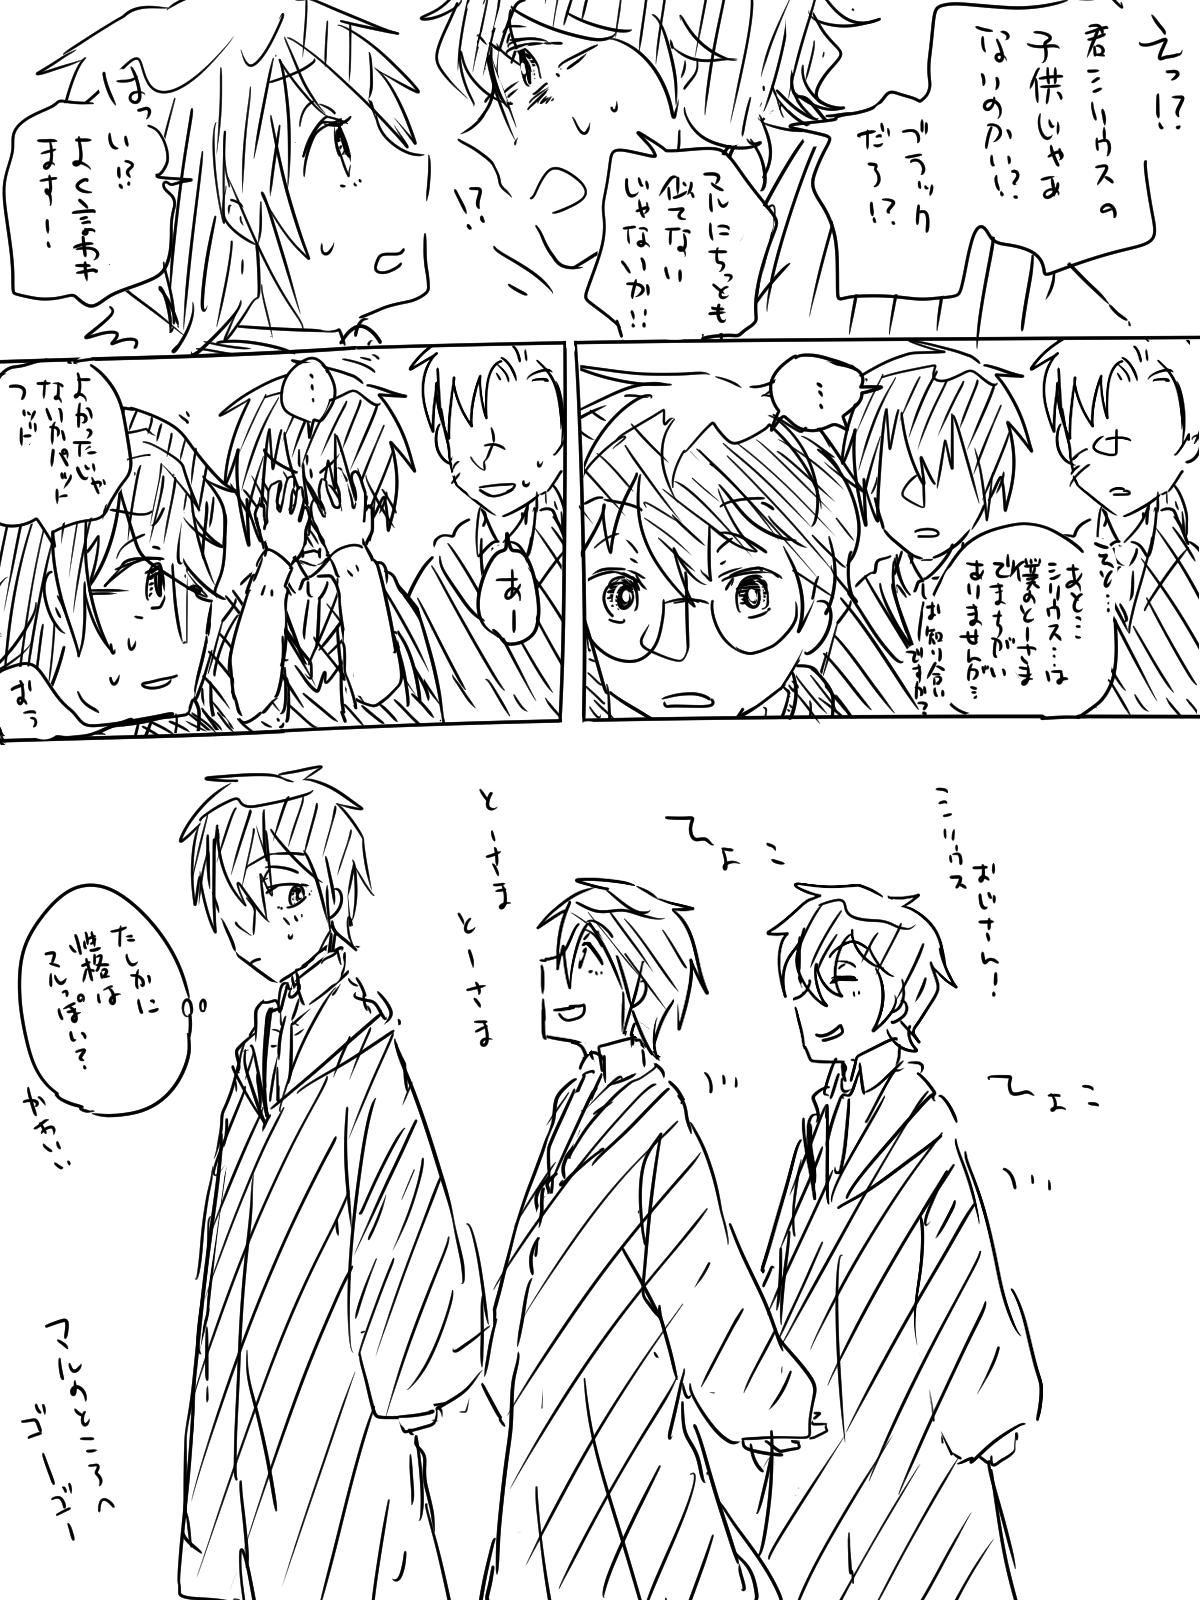 えっ!?
君シリウスの
子供じゃあ
ないのかい!?
ブラック
だろ!?
マルにちっとも
似てない
じゃないか!!
!?
はっ
い!?
よく言われ
ます!
…
えと…
あと…
シリウス…は
僕のとーさま
でまちがい
ありませんが…
は知り合い
ですか?
あー
…
よかったじゃ
ないかパット
フット
おう
シリウス
おじさん!
ひょこ
ひょこ
とーさま
とーさま
たしかに
性格は
マルっぽい?
かわいい
マルのところへ
ゴーゴー